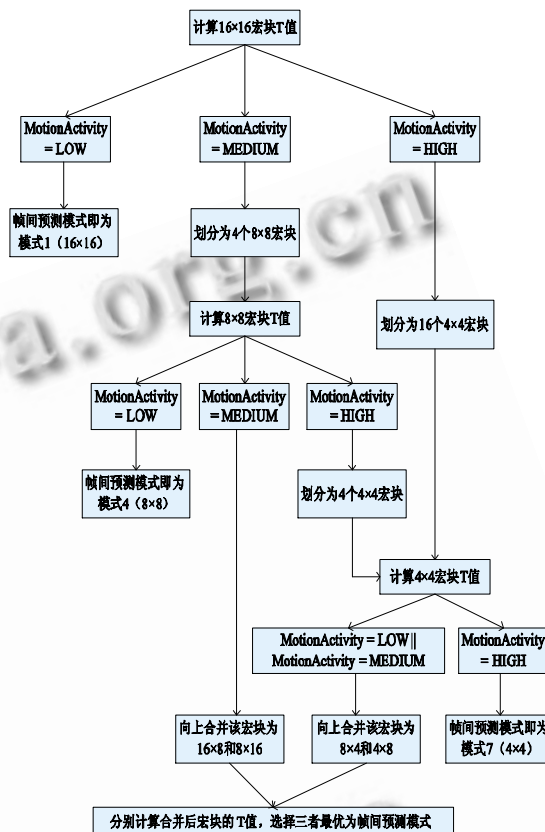 计算16×16宏块T值
MotionActivity
= LOW
MotionActivity
= MEDIUM
MotionActivity
= HIGH
帧间预测模式即为
模式1（16×16）
划分为4个8×8宏块
计算8×8宏块T值
划分为16个4×4宏块
MotionActivity
= LOW
MotionActivity
= MEDIUM
MotionActivity
= HIGH
帧间预测模式即为
模式4（8×8）
划分为4个4×4宏块
计算4×4宏块T值
MotionActivity = LOW ||
MotionActivity = MEDIUM
MotionActivity
= HIGH
向上合并该宏块为
16×8和8×16
向上合并该宏块为
8×4和4×8
帧间预测模式即为
模式7（4×4）
分别计算合并后宏块的T值，选择三者最优为帧间预测模式
a.org.cn